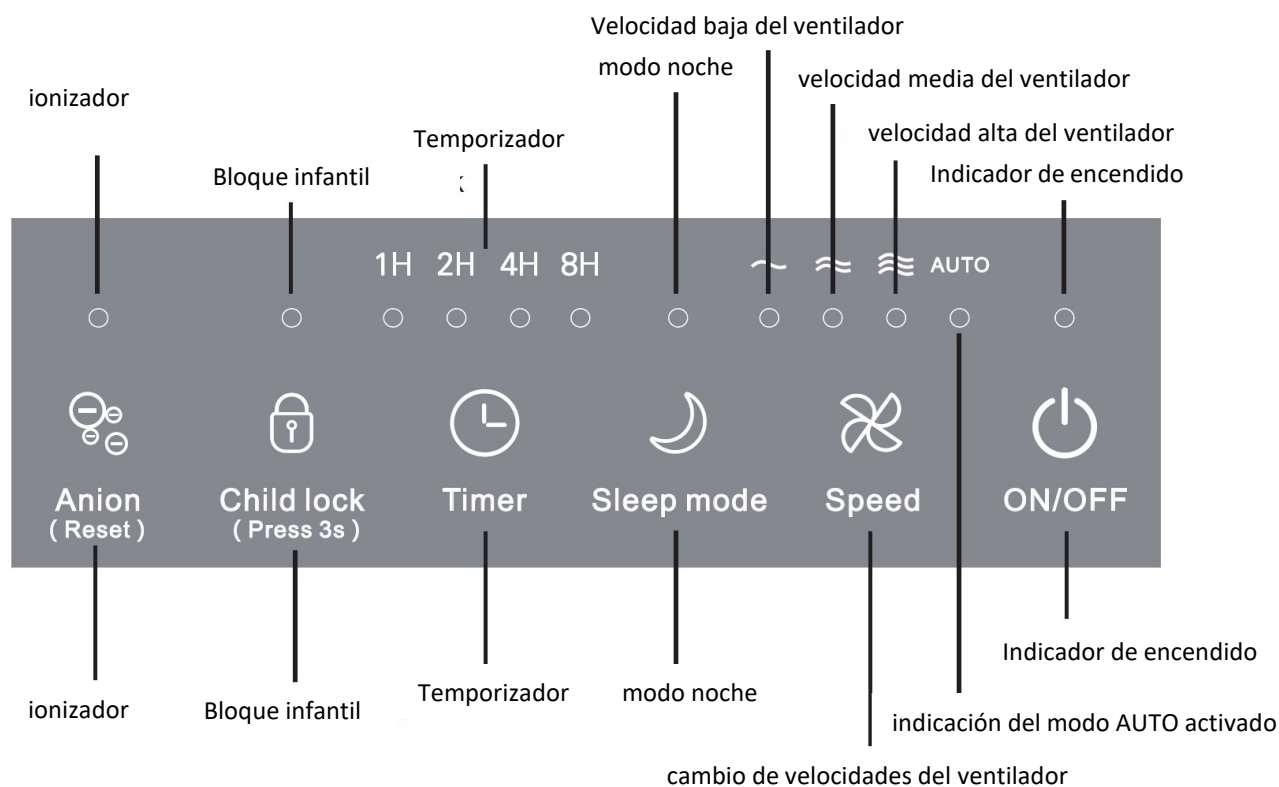 Velocidad baja del ventilador
modo noche
velocidad media del ventilador
ionizador
velocidad alta del ventilador
Temporizador
Bloque infantil
Indicador de encendido
1H 2H 4H 8H AUTO
Anion Child lock Timer Sleep mode Speed ON/OFF
( Reset ) ( Press 3s )
Indicador de encendido
Temporizador
modo noche
ionizador
Bloque infantil
indicación del modo AUTO activado
cambio de velocidades del ventilador